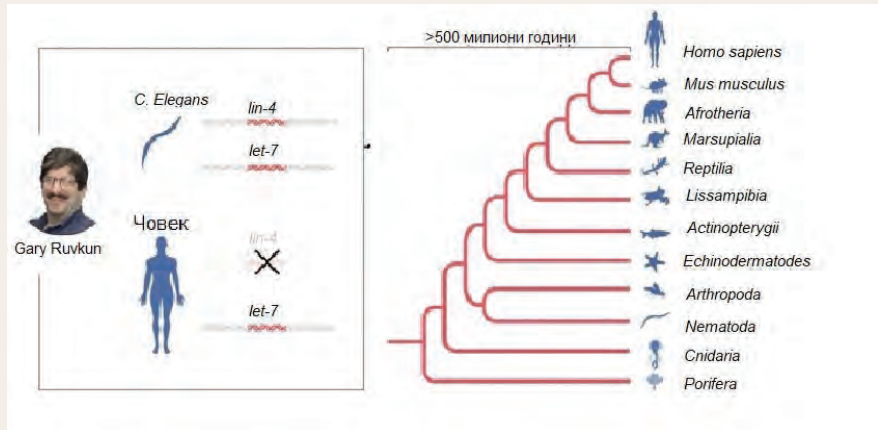 C. Elegans
lin-4
let-7
Gary Ruvkun
Човек
lin-4
let-7
>500 милиони години
Homo sapiens
Mus musculus
Afrotheria
Marsupialia
Reptilia
Lissampibia
Actinopterygii
Echinodermatodes
Arthropoda
Nematoda
Cnidaria
Porifera